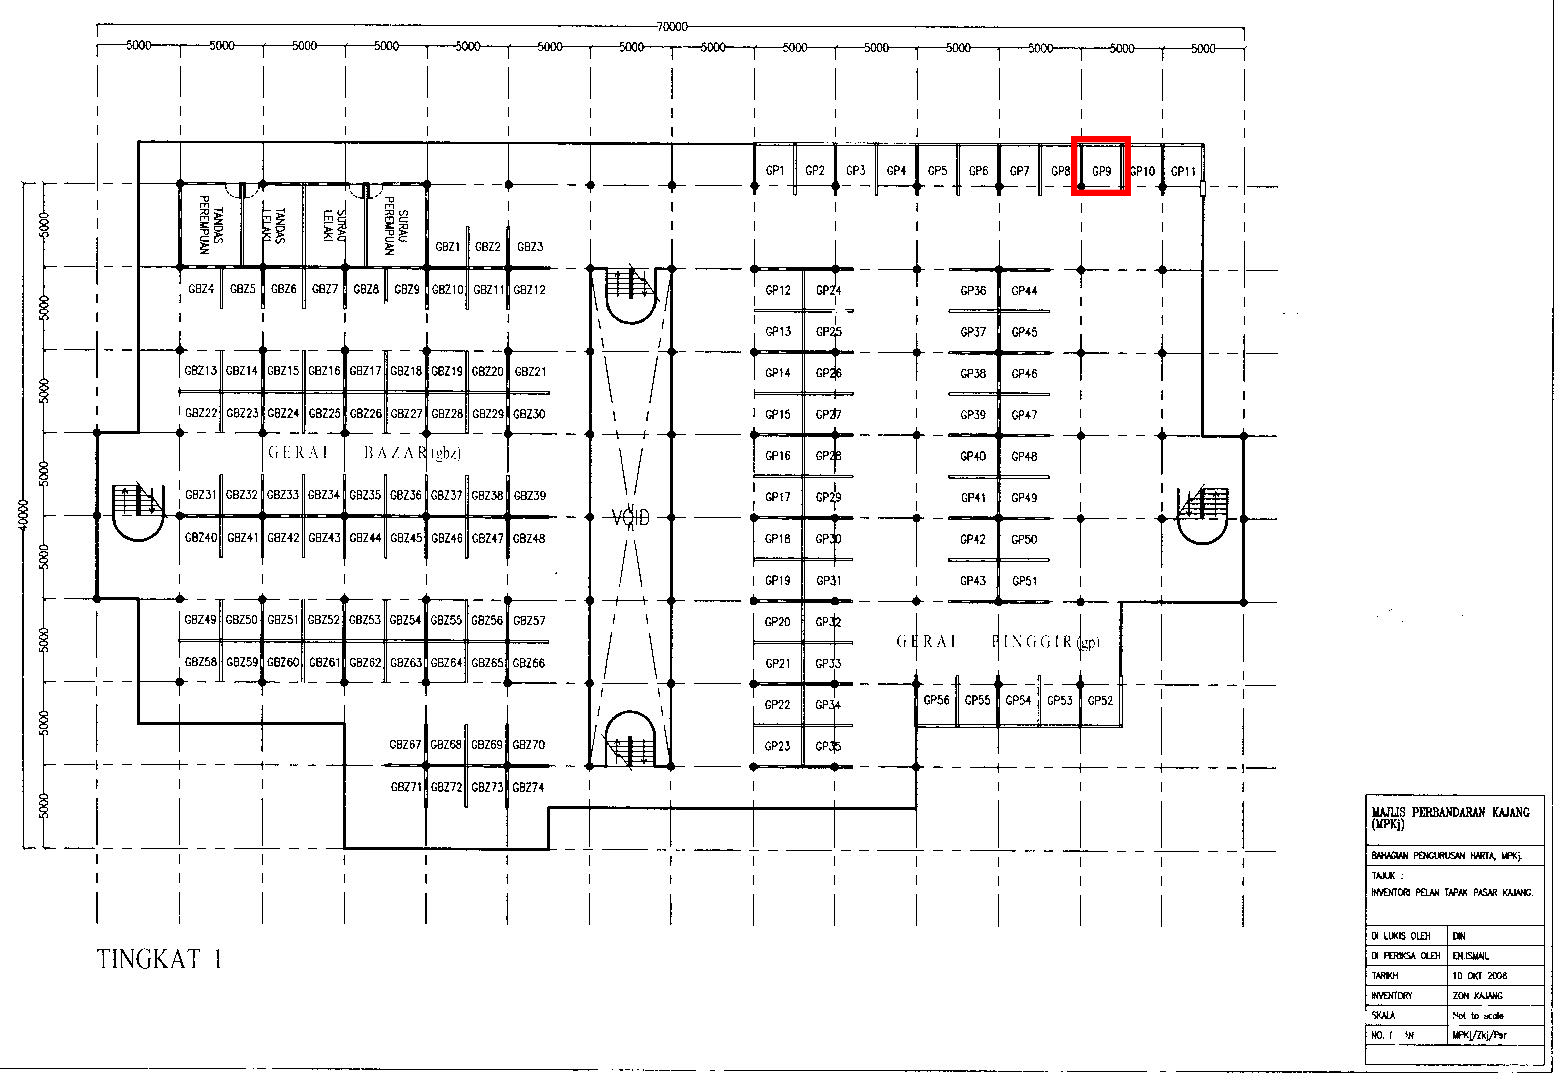 70000
5000 5000 5000 5000 5000 5000 5000 5000 5000 5000 5000 5000 5000 5000
GP1 GP2 GP3 GP4 GP5 GP6 GP7 GP8 GP9 GP10 GP11
TANDAS PEREMPUAN
TANDAS LELAKI
SURAU LELAKI
SURAU PEREMPUAN
GBZ1 GBZ2 GBZ3
GBZ4 GBZ5 GBZ6 GBZ7 GBZ8 GBZ9 GBZ10 GBZ11 GBZ12
GBZ13 GBZ14 GBZ15 GBZ16 GBZ17 GBZ18 GBZ19 GBZ20 GBZ21
GBZ22 GBZ23 GBZ24 GBZ25 GBZ26 GBZ27 GBZ28 GBZ29 GBZ30
GERAI BAZAR(gbz)
GBZ31 GBZ32 GBZ33 GBZ34 GBZ35 GBZ36 GBZ37 GBZ38 GBZ39
GBZ40 GBZ41 GBZ42 GBZ43 GBZ44 GBZ45 GBZ46 GBZ47 GBZ48
GBZ49 GBZ50 GBZ51 GBZ52 GBZ53 GBZ54 GBZ55 GBZ56 GBZ57
GBZ58 GBZ59 GBZ60 GBZ61 GBZ62 GBZ63 GBZ64 GBZ65 GBZ66
GBZ67 GBZ68 GBZ69 GBZ70
GBZ71 GBZ72 GBZ73 GBZ74
40000
5000 5000 5000 5000 5000 5000 5000 5000
VOID
GP12 GP24 GP36 GP44
GP13 GP25 GP37 GP45
GP14 GP26 GP38 GP46
GP15 GP27 GP39 GP47
GP16 GP28 GP40 GP48
GP17 GP29 GP41 GP49
GP18 GP30 GP42 GP50
GP19 GP31 GP43 GP51
GP20 GP32
GERAI PINGGIR(gp)
GP21 GP33
GP22 GP34
GP56 GP55 GP54 GP53 GP52
GP23 GP35
TINGKAT 1
MAJLIS PERBANDARAN KAJANG
(MPKj)
BAHAGIAN PENGURUSAN HARTA, MPKj.
TAJUK :
INVENTORI PELAN TAPAK PASAR KAJANG.
DI LUKIS OLEH DIN
DI PERIKSA OLEH EN.ISMAIL
TARIKH 10 OKT 2008
INVENTORY ZON KAJANG
SKALA Not to scale
NO. MPKj/Zkj/Psr